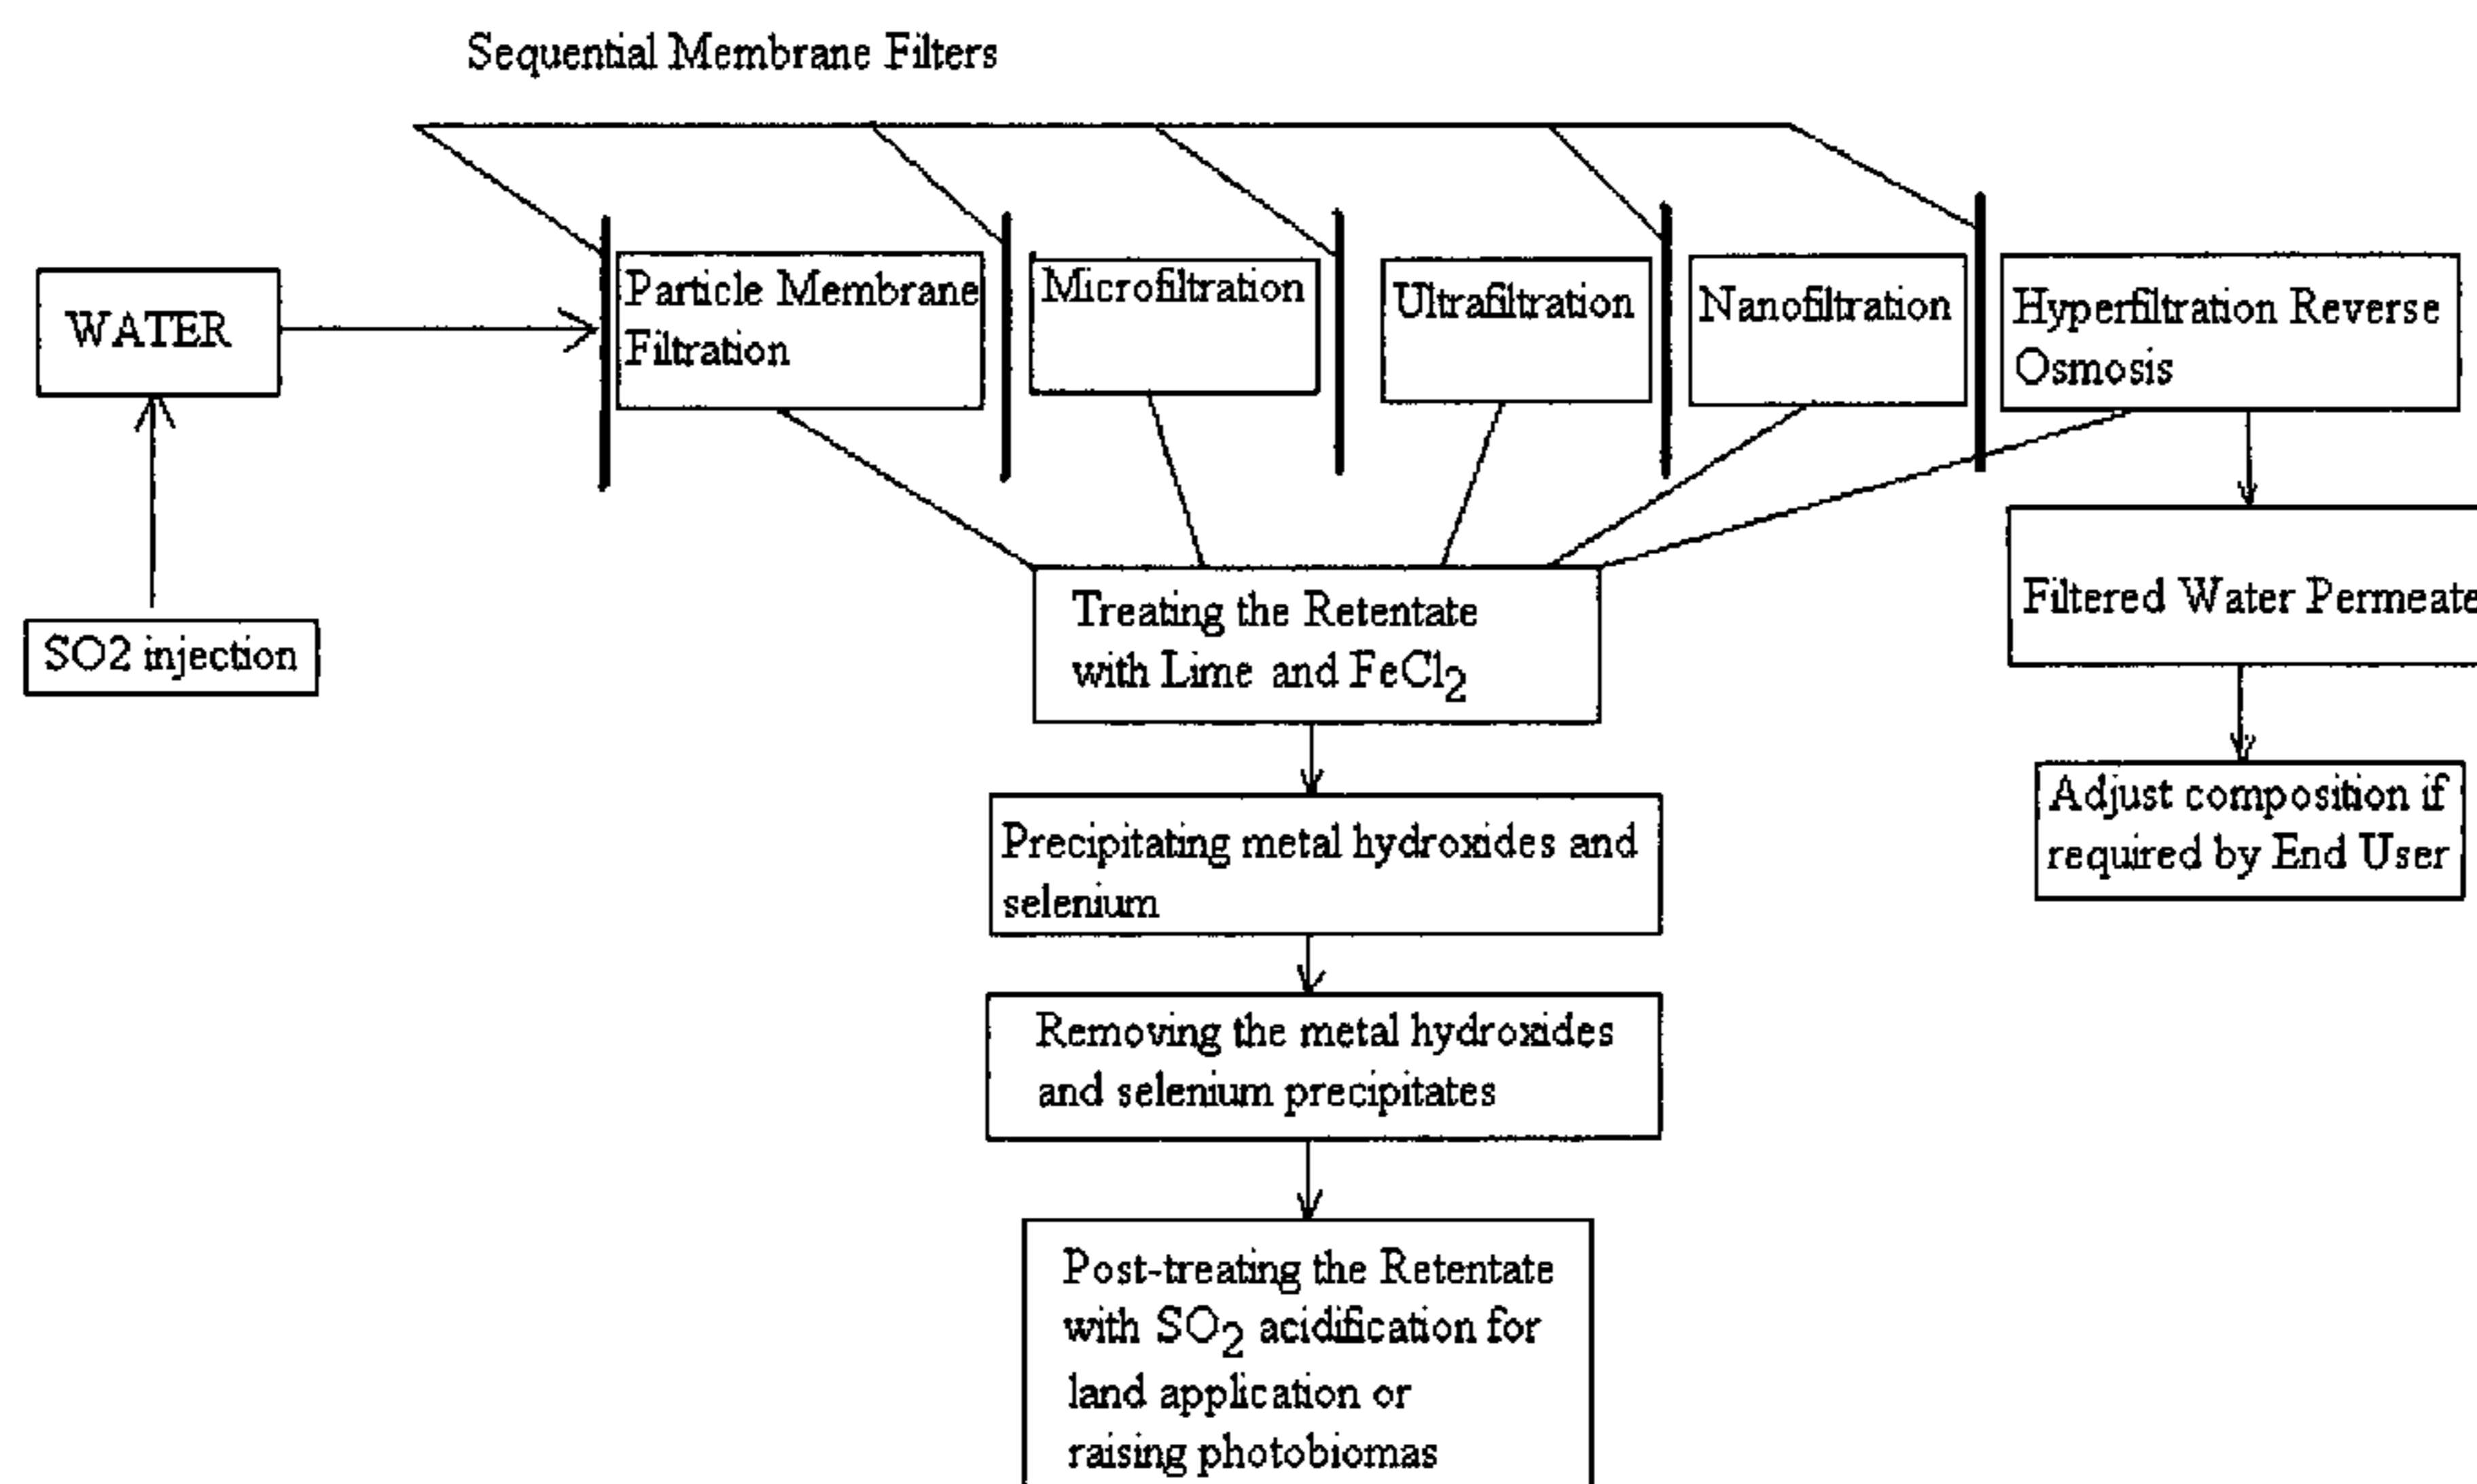 Sequential Membrane Filters
WATER
SO2 injection
Particle Membrane
Filtration
Microfiltration
Ultrafiltration
Nanofiltration
Hyperfiltration Reverse
Osmosis
Treating the Retentate
with Lime and FeCl₂
Filtered Water Permeate
Adjust composition if
required by End User
Precipitating metal hydroxides and
selenium
Removing the metal hydroxides
and selenium precipitates
Post-treating the Retentate
with SO₂ acidification for
land application or
raising photobiomas